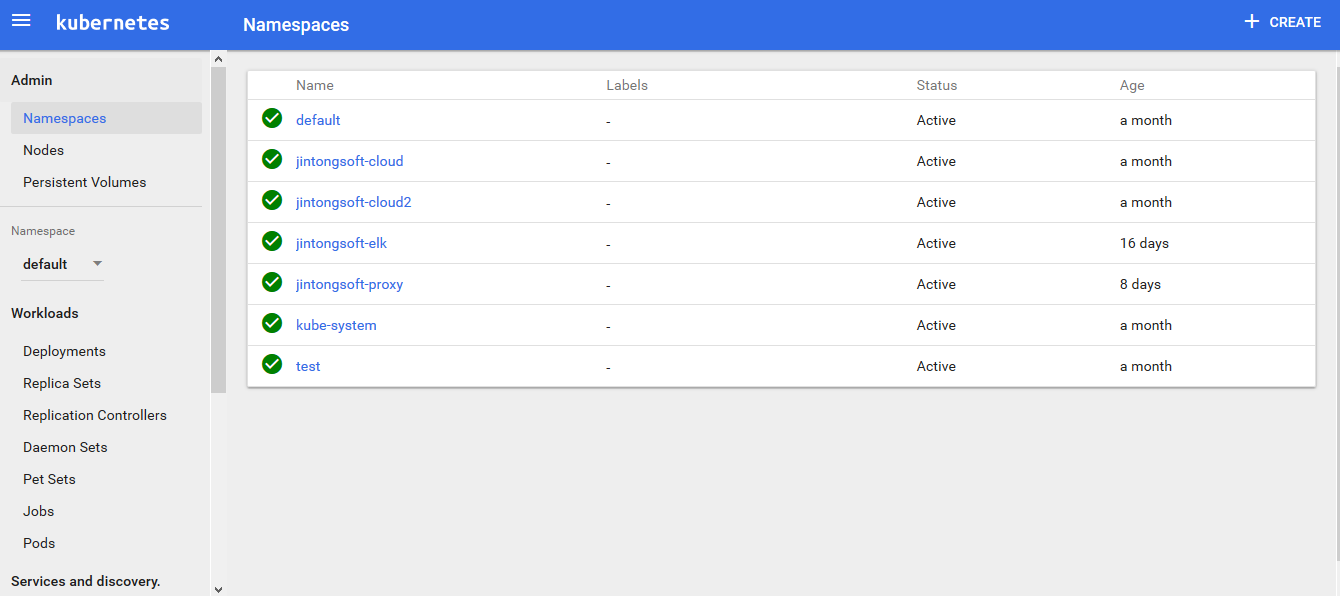 kubernetes
Namespaces
CREATE
Admin
Namespaces
Nodes
Persistent Volumes
Namespace
default
Workloads
Deployments
Replica Sets
Replication Controllers
Daemon Sets
Pet Sets
Jobs
Pods
Services and discovery.
Name Labels Status Age
default - Active a month
jintongsoft-cloud - Active a month
jintongsoft-cloud2 - Active a month
jintongsoft-elk - Active 16 days
jintongsoft-proxy - Active 8 days
kube-system - Active a month
test - Active a month